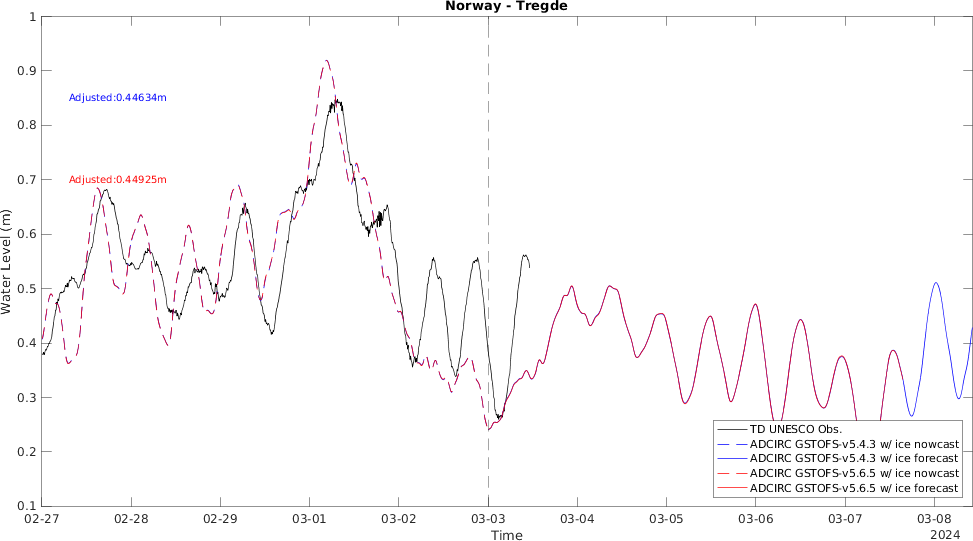 Norway - Tregde
1
0.9
0.8
0.7
0.6
0.5
0.4
0.3
0.2
0.1
Water Level (m)
Adjusted:0.44634m
Adjusted:0.44925m
TD UNESCO Obs.
ADCIRC GSTOFS-v5.4.3 w/ ice nowcast
ADCIRC GSTOFS-v5.4.3 w/ ice forecast
ADCIRC GSTOFS-v5.6.5 w/ ice nowcast
ADCIRC GSTOFS-v5.6.5 w/ ice forecast
02-27 02-28 02-29 03-01 03-02 03-03 03-04 03-05 03-06 03-07 03-08
Time
2024